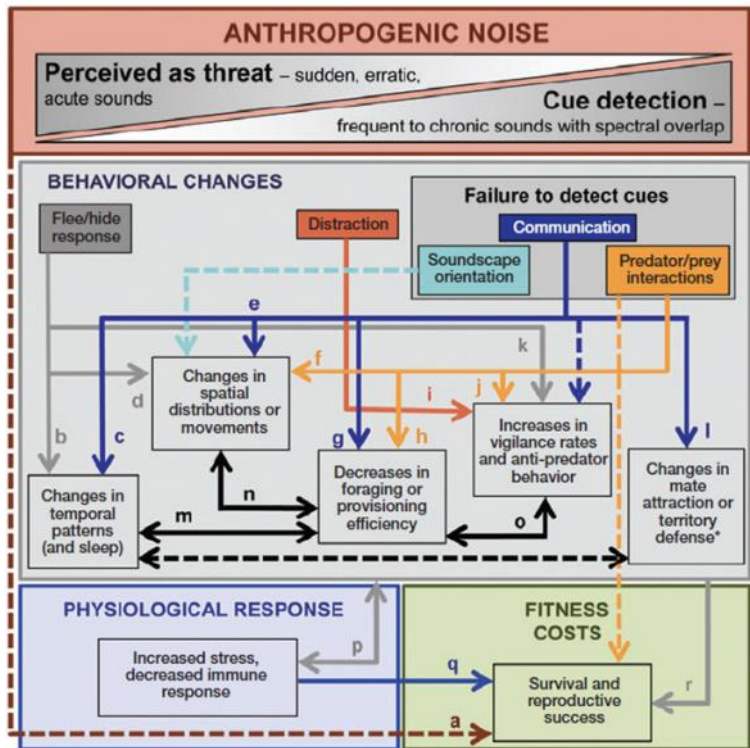 ANTHROPOGENIC NOISE
Perceived as threat – sudden, erratic,
acute sounds
Cue detection –
frequent to chronic sounds with spectral overlap
BEHAVIORAL CHANGES
Failure to detect cues
Flee/hide
response
Distraction
Communication
Soundscape
orientation
Predator/prey
interactions
e
k
f
d
i
j
b
c
g
h
l
Changes in
spatial
distributions or
movements
Increases in
vigilance rates
and anti-predator
behavior
Decreases in
foraging or
provisioning
efficiency
Changes in
temporal
patterns
(and sleep)
Changes in
mate
attraction or
territory
defense*
n
m
o
PHYSIOLOGICAL RESPONSE
FITNESS
COSTS
p
Increased stress,
decreased immune
response
q
r
Survival and
reproductive
success
a